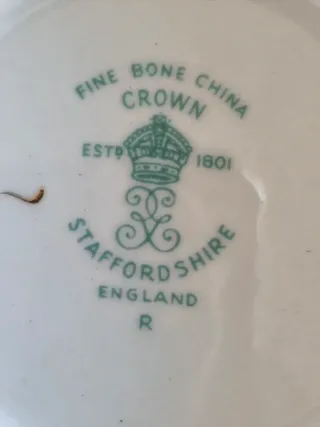 FINE BONE CHINA
CROWN
ESTD 1801
STAFFORDSHIRE
ENGLAND
R